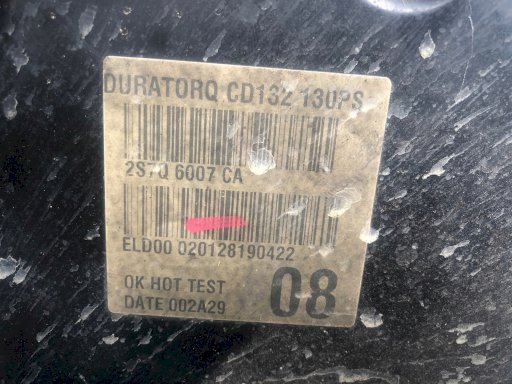 DURATORQ CD132 130PS
2S7Q 6007 CA
ELD00 020128190422
OK HOT TEST
DATE 002A29
08